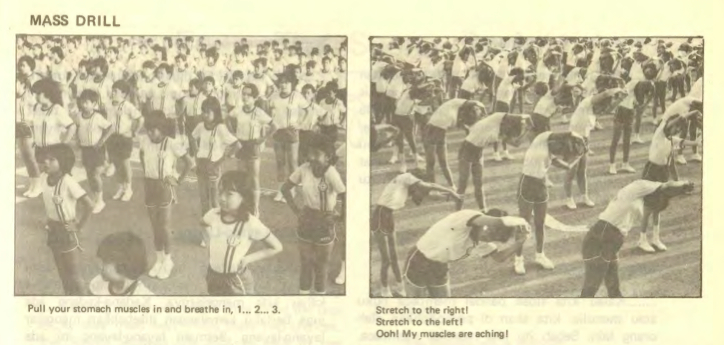 MASS DRILL
Pull your stomach muscles in and breathe in, 1... 2... 3.
Stretch to the right!
Stretch to the left!
Ooh! My muscles are aching!